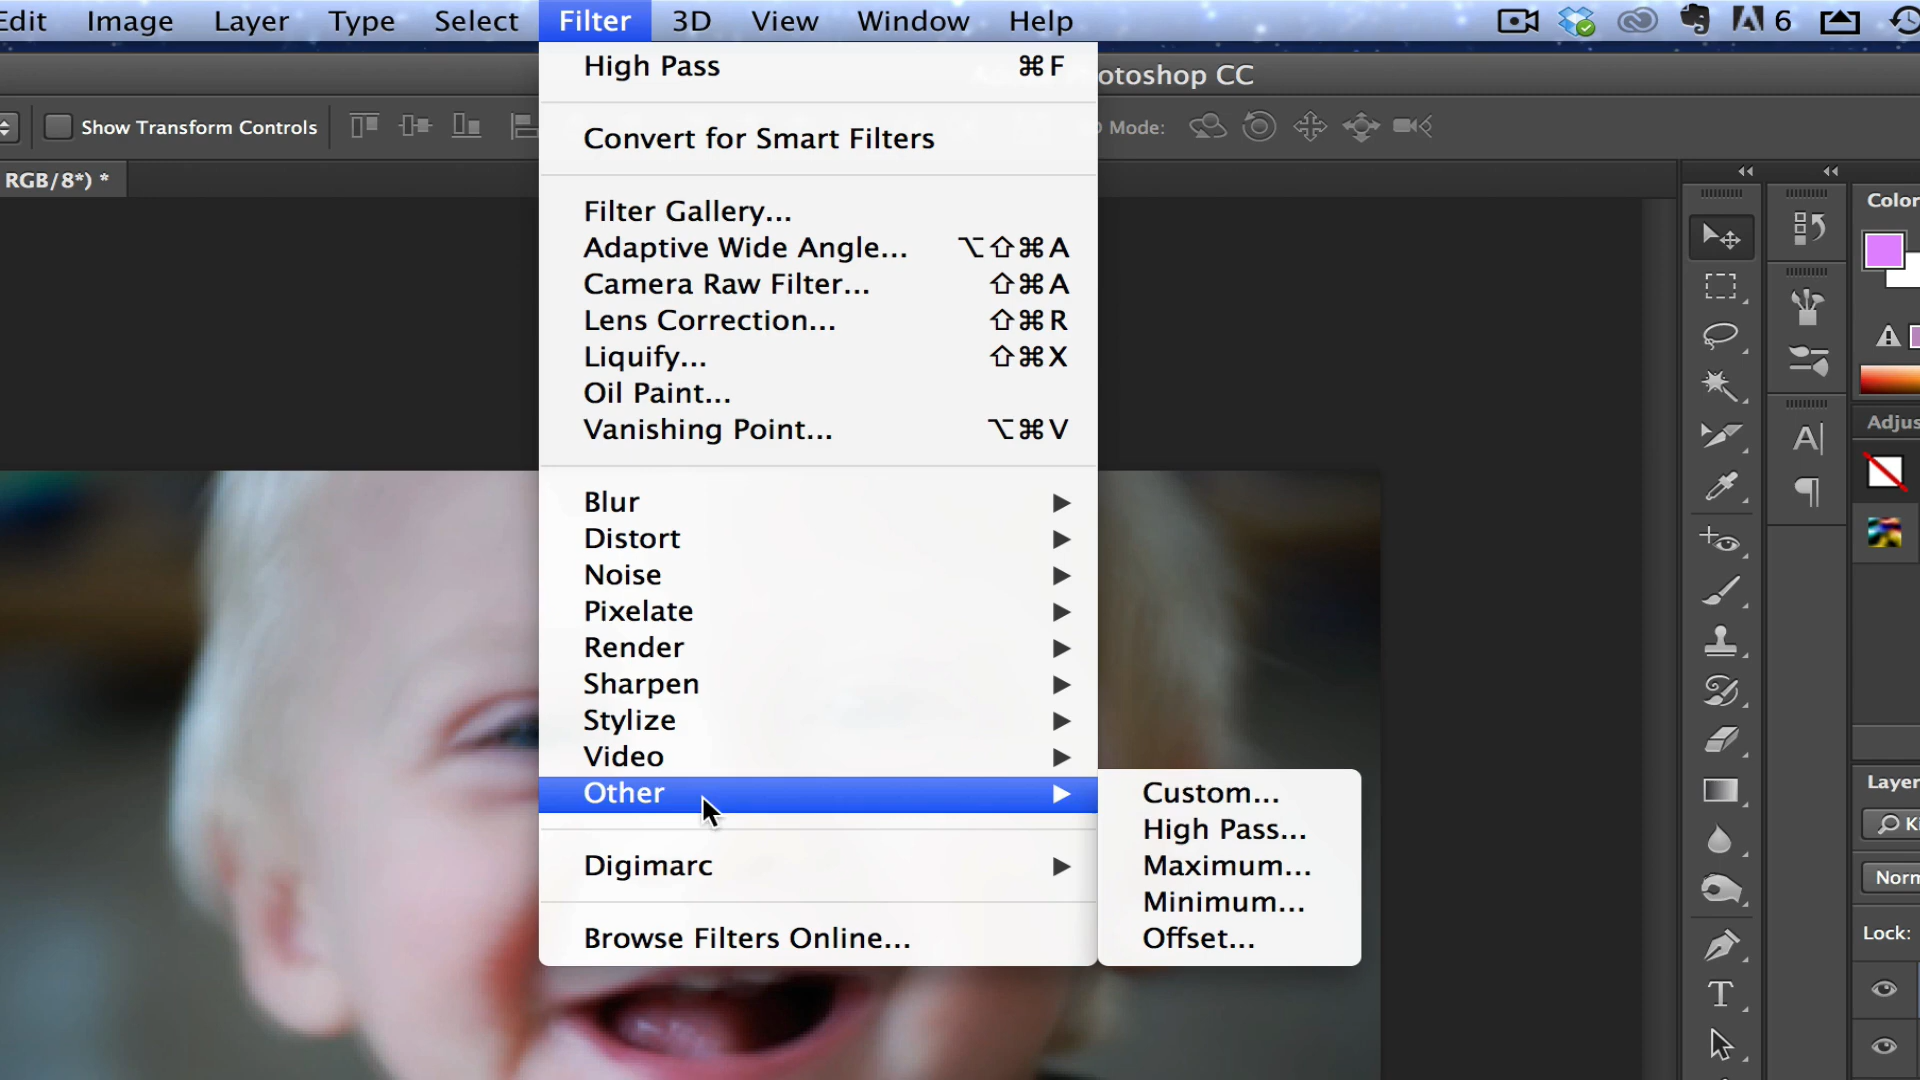 Edit Image Layer Type Select Filter 3D View Window Help 6
High Pass ⌘F
otoshop CC
Show Transform Controls
Mode:
Convert for Smart Filters
RGB/8*) *
Color
Filter Gallery...
Adaptive Wide Angle... ⌥⇧⌘A
Camera Raw Filter... ⇧⌘A
Lens Correction... ⇧⌘R
Liquify... ⇧⌘X
Oil Paint...
Vanishing Point... ⌥⌘V
Adjus
Blur
Distort
Noise
Pixelate
Render
Sharpen
Stylize
Video
Other
Custom...
High Pass...
Maximum...
Minimum...
Offset...
Digimarc
Browse Filters Online...
Layer
Ki
Norm
Lock: